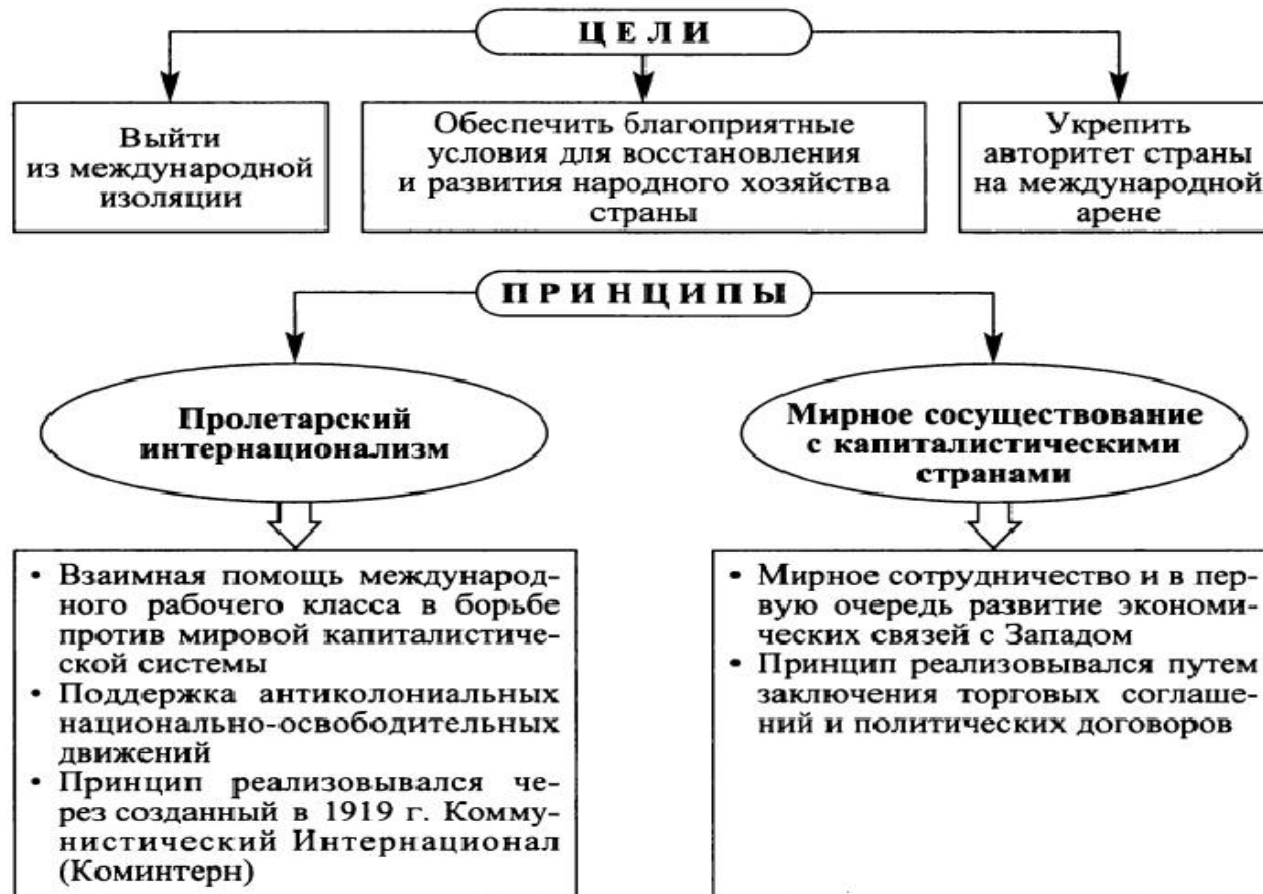 ЦЕЛИ
Выйти
из международной
изоляции
Обеспечить благоприятные
условия для восстановления
и развития народного хозяйства
страны
Укрепить
авторитет страны
на международной
арене
ПРИНЦИПЫ
Пролетарский
интернационализм
• Взаимная помощь международ-
ного рабочего класса в борьбе
против мировой капиталистиче-
ской системы
• Поддержка антиколониальных
национально-освободительных
движений
• Принцип реализовывался че-
рез созданный в 1919 г. Комму-
нистический Интернационал
(Коминтерн)
Мирное сосуществование
с капиталистическими
странами
• Мирное сотрудничество и в пер-
вую очередь развитие экономи-
ческих связей с Западом
• Принцип реализовывался путем
заключения торговых соглаше-
ний и политических договоров